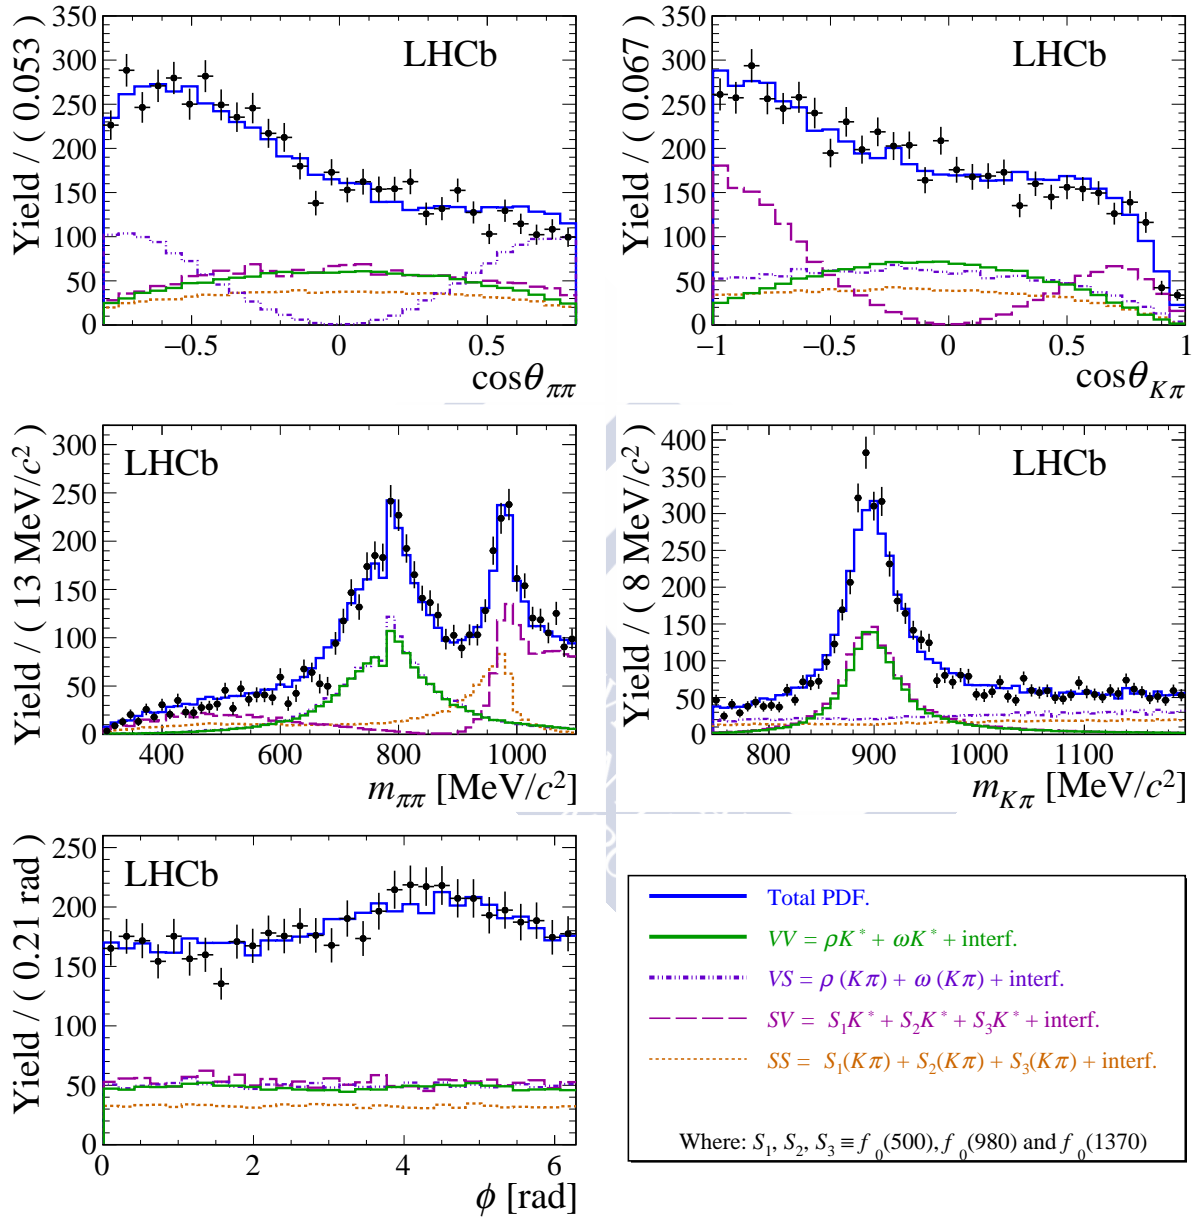 LHCb
Yield / ( 0.053 )
350
300
250
200
150
100
50
0
−0.5 0 0.5
cosθππ
LHCb
Yield / ( 0.067 )
350
300
250
200
150
100
50
0
−1 −0.5 0 0.5 1
cosθKπ
LHCb
Yield / ( 13 MeV/c²)
300
250
200
150
100
50
0
400 600 800 1000
mππ [MeV/c²]
LHCb
Yield / ( 8 MeV/c²)
400
350
300
250
200
150
100
50
0
800 900 1000 1100
mKπ [MeV/c²]
LHCb
Yield / ( 0.21 rad )
250
200
150
100
50
0
0 2 4 6
ϕ [rad]
Total PDF.
VV = ρK* + ωK* + interf.
VS = ρ (Kπ) + ω (Kπ) + interf.
SV = S₁K* + S₂K* + S₃K* + interf.
SS = S₁(Kπ) + S₂(Kπ) + S₃(Kπ) + interf.
Where: S₁, S₂, S₃ ≡ f₀(500), f₀(980) and f₀(1370)